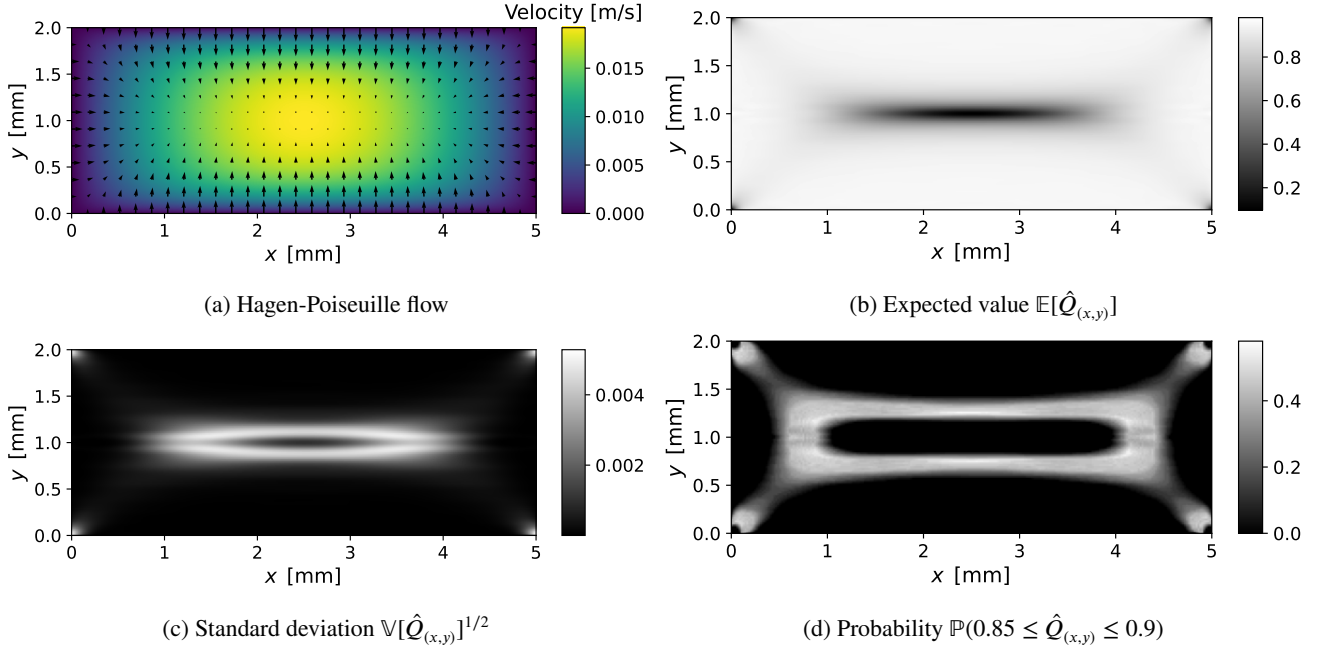 Velocity [m/s]
2.0
1.5
1.0
0.5
0.0
y [mm]
0 1 2 3 4 5
x [mm]
0.015
0.010
0.005
0.000
(a) Hagen-Poiseuille flow
2.0
1.5
1.0
0.5
0.0
y [mm]
0 1 2 3 4 5
x [mm]
0.8
0.6
0.4
0.2
(b) Expected value 𝔼[Q̂₍ₓ,ᵧ₎]
2.0
1.5
1.0
0.5
0.0
y [mm]
0 1 2 3 4 5
x [mm]
0.004
0.002
(c) Standard deviation 𝕍[Q̂₍ₓ,ᵧ₎]^{1/2}
2.0
1.5
1.0
0.5
0.0
y [mm]
0 1 2 3 4 5
x [mm]
0.4
0.2
0.0
(d) Probability ℙ(0.85 ≤ Q̂₍ₓ,ᵧ₎ ≤ 0.9)